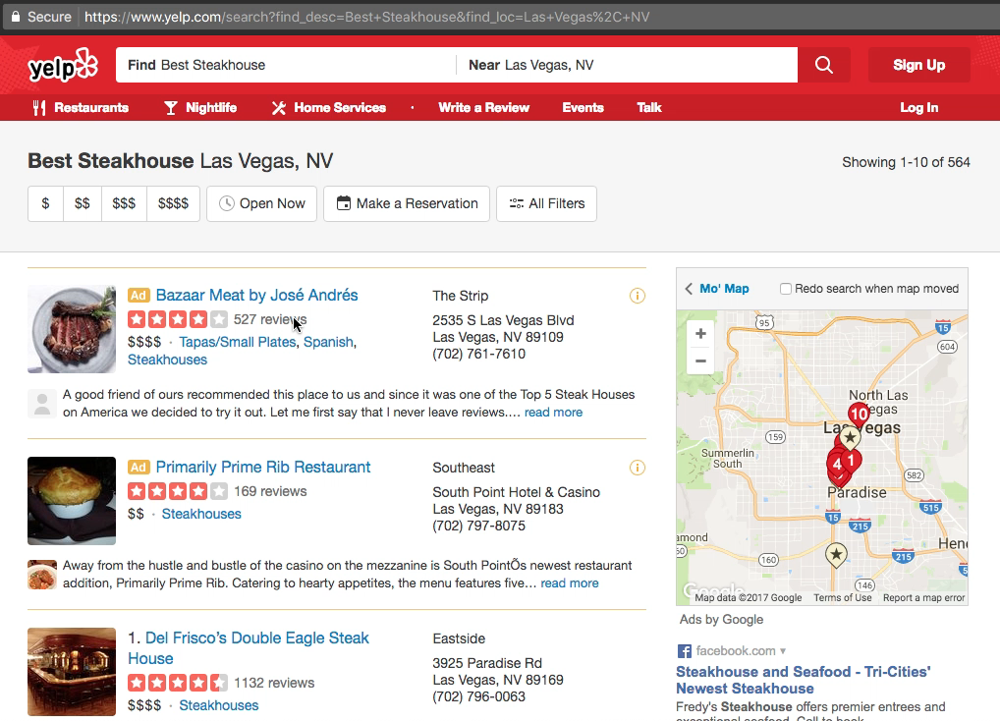 Secure https://www.yelp.com/search?find_desc=Best+Steakhouse&find_loc=Las+Vegas%2C+NV
yelp
Find Best Steakhouse
Near Las Vegas, NV
Sign Up
Restaurants
Nightlife
Home Services
·
Write a Review
Events
Talk
Log In
Best Steakhouse Las Vegas, NV
Showing 1-10 of 564
$
$$
$$$
$$$$
Open Now
Make a Reservation
All Filters
Ad Bazaar Meat by José Andrés
527 reviews
$$$$ · Tapas/Small Plates, Spanish,
Steakhouses
The Strip
2535 S Las Vegas Blvd
Las Vegas, NV 89109
(702) 761-7610
A good friend of ours recommended this place to us and since it was one of the Top 5 Steak Houses
on America we decided to try it out. Let me first say that I never leave reviews.... read more
Ad Primarily Prime Rib Restaurant
169 reviews
$$ · Steakhouses
Southeast
South Point Hotel & Casino
Las Vegas, NV 89183
(702) 797-8075
Away from the hustle and bustle of the casino on the mezzanine is South PointÕs newest restaurant
addition, Primarily Prime Rib. Catering to hearty appetites, the menu features five... read more
1. Del Frisco's Double Eagle Steak
House
1132 reviews
$$$$ · Steakhouses
Eastside
3925 Paradise Rd
Las Vegas, NV 89169
(702) 796-0063
Mo' Map
Redo search when map moved
+
−
95
15
604
North Las
Vegas
10
Las Vegas
159
Summerlin
South
4
1
582
Paradise
515
15
215
amond
Hen
160
215
146
Google
Map data ©2017 Google
Terms of Use
Report a map error
Ads by Google
facebook.com
Steakhouse and Seafood - Tri-Cities'
Newest Steakhouse
Fredy's Steakhouse offers premier entrees and
exceptional seafood. Call to book